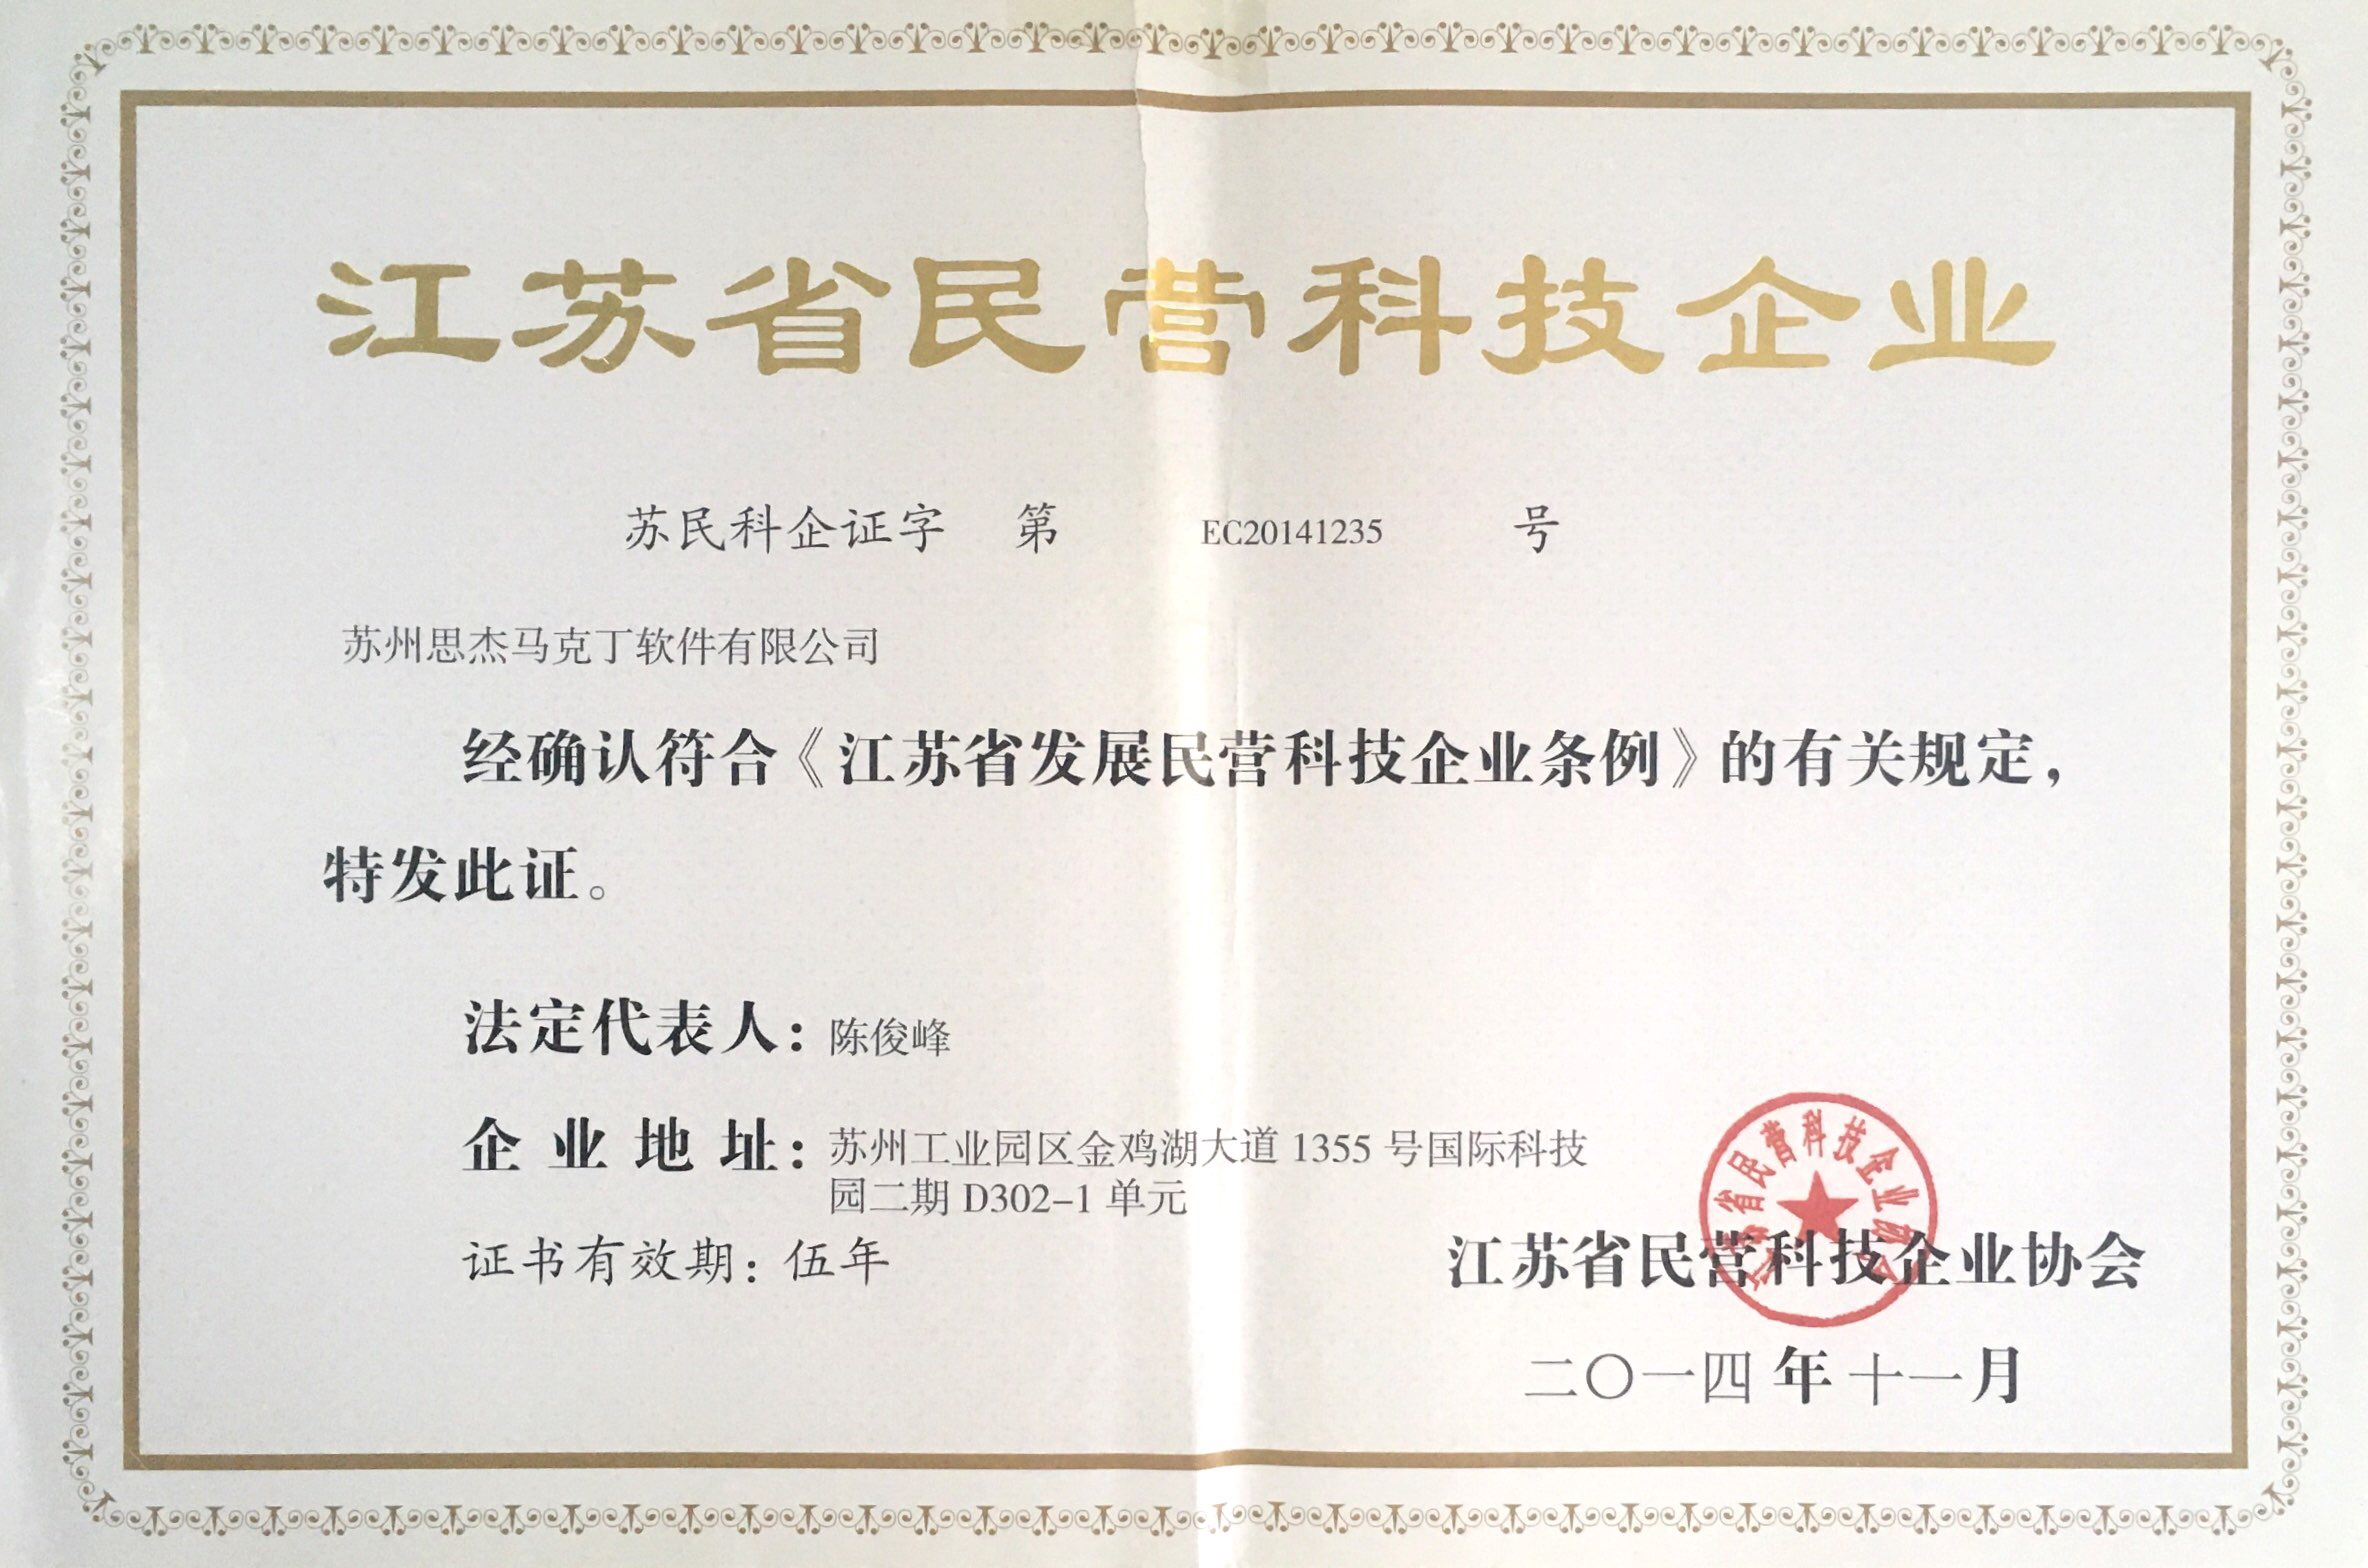 江苏省民营科技企业
苏民科企证字 第 EC20141235 号
苏州思杰马克丁软件有限公司
经确认符合《江苏省发展民营科技企业条例》的有关规定，
特发此证。
法定代表人：陈俊峰
企业地址：苏州工业园区金鸡湖大道 1355 号国际科技
园二期 D302-1 单元
证书有效期：伍年
江苏省民营科技企业协会
江苏省民营科技企业协会
二〇一四年十一月